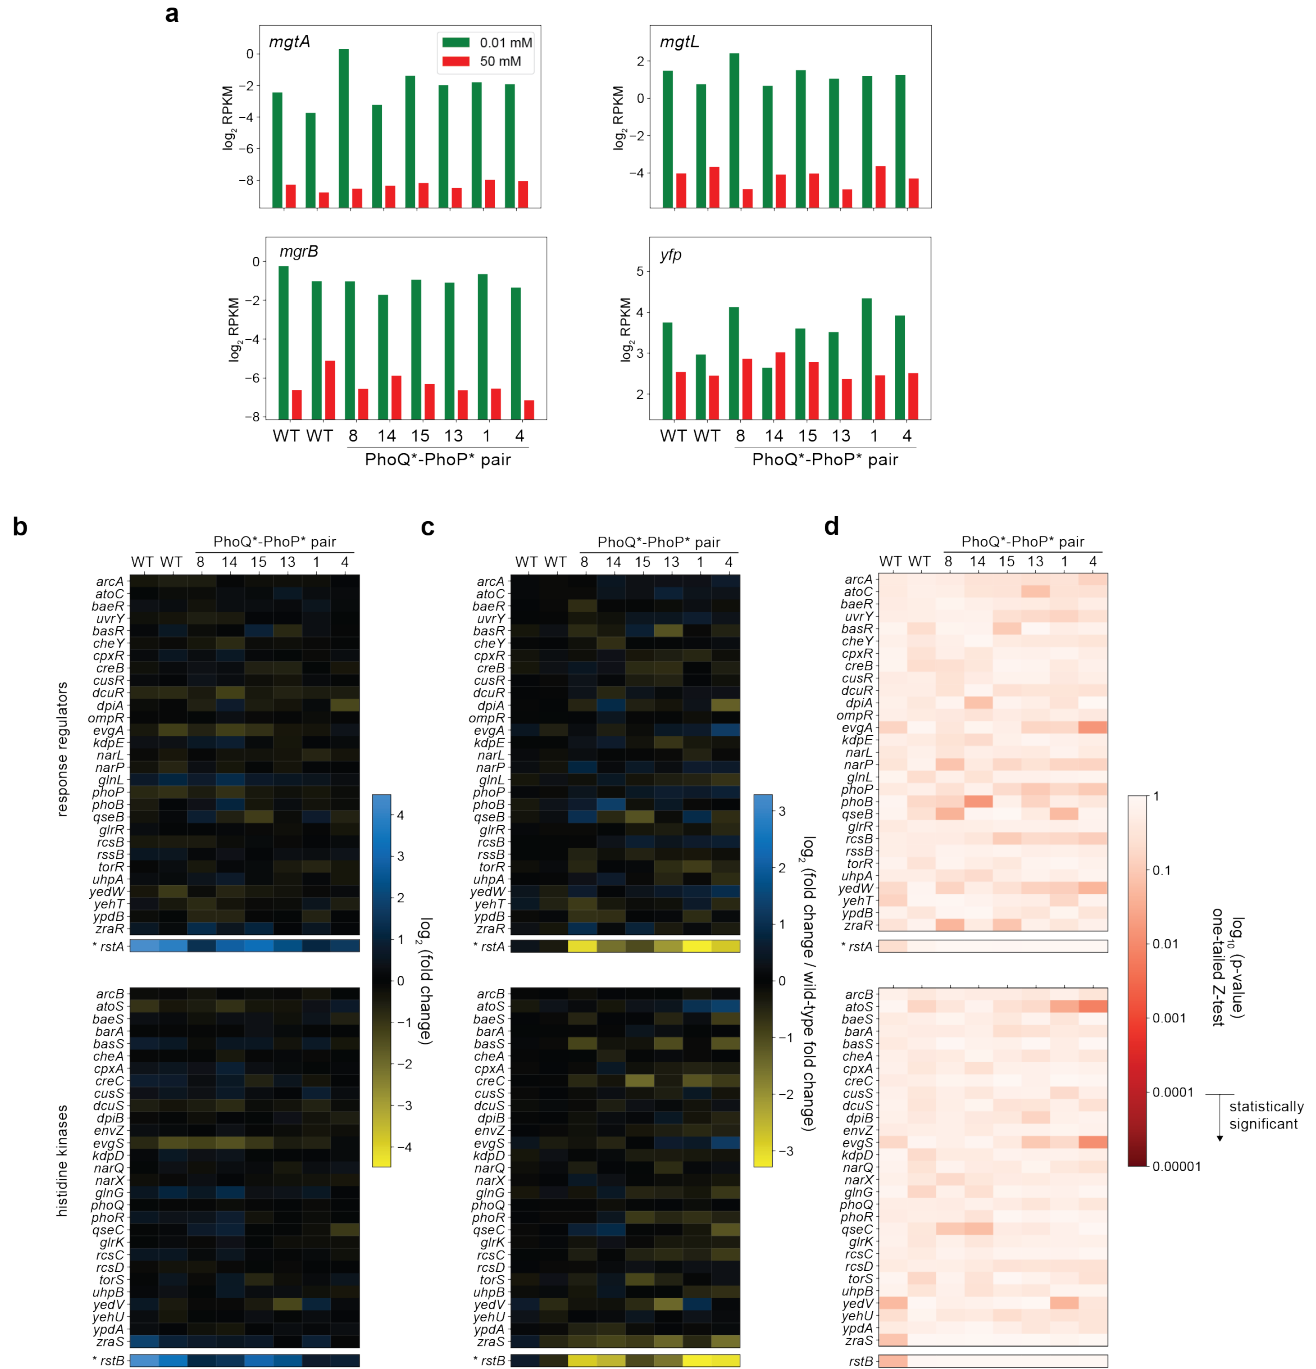 a
mgtA
0.01 mM
50 mM
log2 RPKM
0
−2
−4
−6
−8
mgtL
log2 RPKM
2
0
2
−4
mgrB
log2 RPKM
0
−2
−4
−6
−8
WT WT 8 14 15 13 1 4
PhoQ*-PhoP* pair
yfp
log2 RPKM
5
4
3
2
WT WT 8 14 15 13 1 4
PhoQ*-PhoP* pair
b
PhoQ*-PhoP* pair
WT WT 8 14 15 13 1 4
response regulators
arcA
atoC
baeR
uvrY
basR
cheY
cpxR
creB
cusR
dcuR
dpiA
ompR
evgA
kdpE
narL
narP
glnL
phoP
phoB
qseB
glrR
rcsB
rssB
torR
uhpA
yedW
yehT
ypdB
zraR
* rstA
histidine kinases
arcB
atoS
baeS
barA
basS
cheA
cpxA
creC
cusS
dcuS
dpiB
envZ
evgS
kdpD
narQ
narX
glnG
phoQ
phoR
qseC
glrK
rcsC
rcsD
torS
uhpB
yedV
yehU
ypdA
zraS
* rstB
4
3
2
1
0
−1
−2
−3
−4
log2 (fold change)
c
PhoQ*-PhoP* pair
WT WT 8 14 15 13 1 4
arcA
atoC
baeR
uvrY
basR
cheY
cpxR
creB
cusR
dcuR
dpiA
ompR
evgA
kdpE
narL
narP
glnL
phoP
phoB
qseB
glrR
rcsB
rssB
torR
uhpA
yedW
yehT
ypdB
zraR
* rstA
arcB
atoS
baeS
barA
basS
cheA
cpxA
creC
cusS
dcuS
dpiB
envZ
evgS
kdpD
narQ
narX
glnG
phoQ
phoR
qseC
glrK
rcsC
rcsD
torS
uhpB
yedV
yehU
ypdA
zraS
* rstB
3
2
1
0
−1
−2
−3
log2 (fold change / wild-type fold change)
d
PhoQ*-PhoP* pair
WT WT 8 14 15 13 1 4
arcA
atoC
baeR
uvrY
basR
cheY
cpxR
creB
cusR
dcuR
dpiA
ompR
evgA
kdpE
narL
narP
glnL
phoP
phoB
qseB
glrR
rcsB
rssB
torR
uhpA
yedW
yehT
ypdB
zraR
* rstA
arcB
atoS
baeS
barA
basS
cheA
cpxA
creC
cusS
dcuS
dpiB
envZ
evgS
kdpD
narQ
narX
glnG
phoQ
phoR
qseC
glrK
rcsC
rcsD
torS
uhpB
yedV
yehU
ypdA
zraS
rstB
1
0.1
0.01
0.001
0.0001
0.00001
log10 (p-value)
one-tailed Z-test
statistically
significant